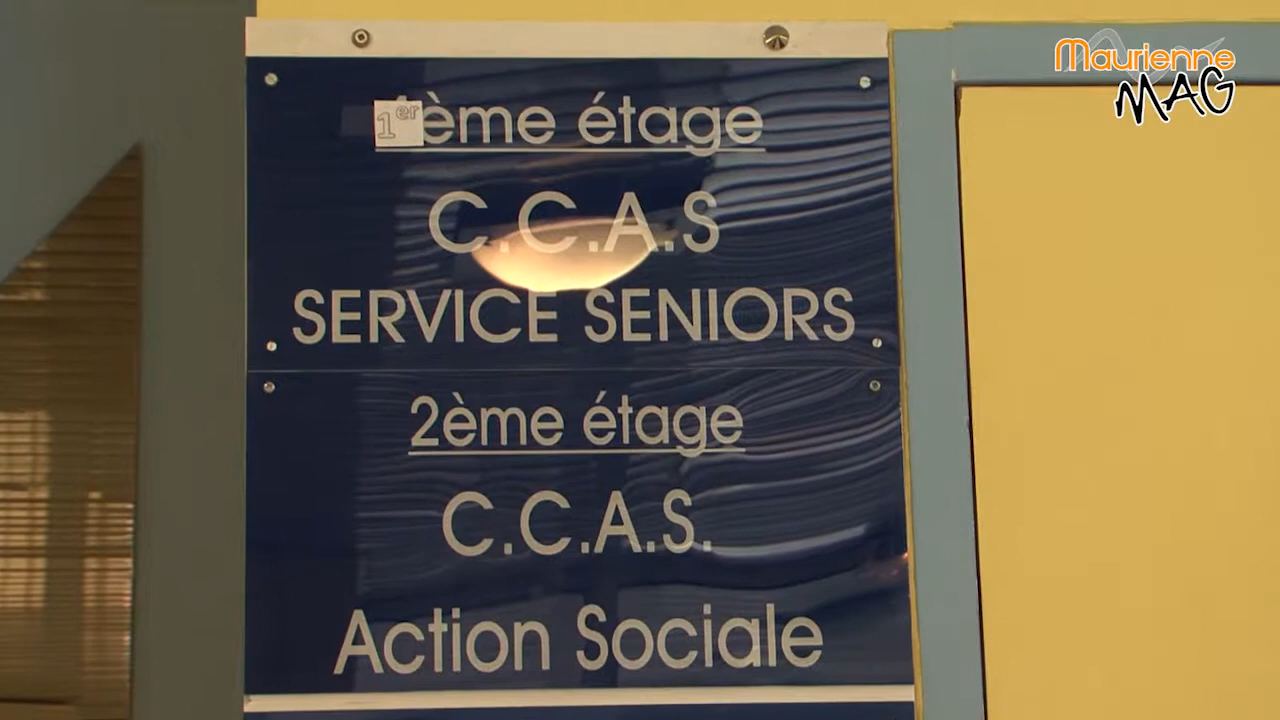 Maurienne
MAG
1er ème étage
C.C.A.S
SERVICE SENIORS
2ème étage
C.C.A.S.
Action Sociale